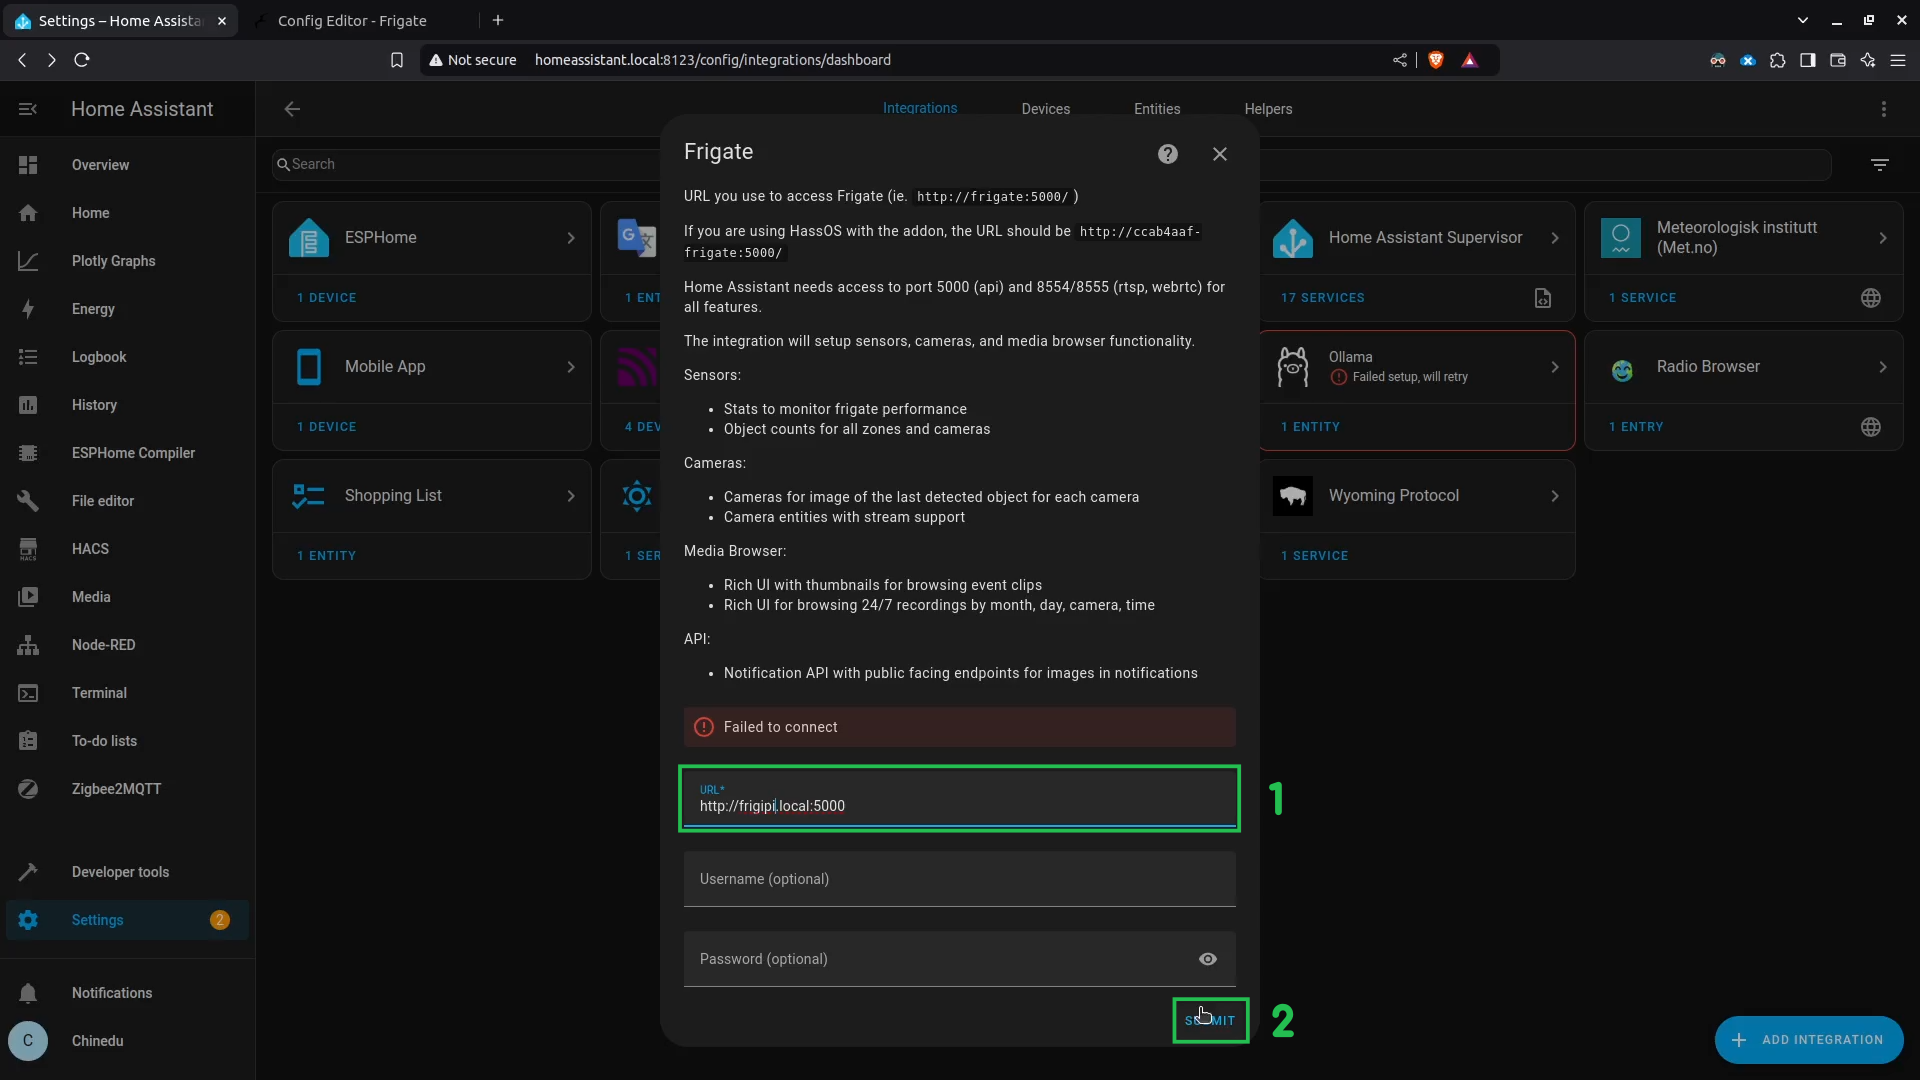 Settings – Home Assista
Config Editor - Frigate
Not secure
homeassistant.local:8123/config/integrations/dashboard
Home Assistant
Integrations
Devices
Entities
Helpers
Overview
Home
Plotly Graphs
Energy
Logbook
History
ESPHome Compiler
File editor
HACS
Media
Node-RED
Terminal
To-do lists
Zigbee2MQTT
Developer tools
Settings
2
Notifications
C
Chinedu
Search
ESPHome
1 DEVICE
G
1 ENT
Mobile App
1 DEVICE
4 DEV
Shopping List
1 ENTITY
1 SER
Frigate
URL you use to access Frigate (ie. http://frigate:5000/ )
If you are using HassOS with the addon, the URL should be http://ccab4aaf-
frigate:5000/
Home Assistant needs access to port 5000 (api) and 8554/8555 (rtsp, webrtc) for
all features.
The integration will setup sensors, cameras, and media browser functionality.
Sensors:
• Stats to monitor frigate performance
• Object counts for all zones and cameras
Cameras:
• Cameras for image of the last detected object for each camera
• Camera entities with stream support
Media Browser:
• Rich UI with thumbnails for browsing event clips
• Rich UI for browsing 24/7 recordings by month, day, camera, time
API:
• Notification API with public facing endpoints for images in notifications
Failed to connect
URL*
http://frigipi.local:5000
1
Username (optional)
Password (optional)
2
Home Assistant Supervisor
17 SERVICES
Meteorologisk institutt
(Met.no)
1 SERVICE
Ollama
Failed setup, will retry
1 ENTITY
Radio Browser
1 ENTRY
Wyoming Protocol
1 SERVICE
ADD INTEGRATION